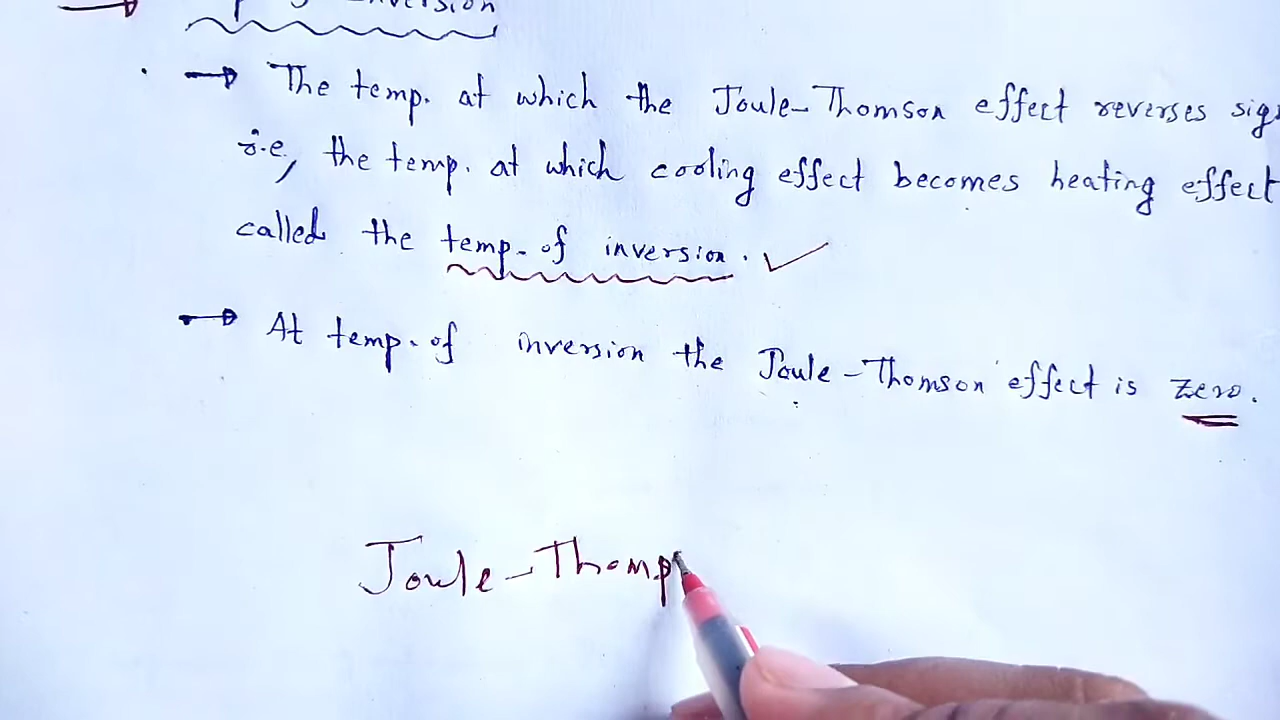 The temp. at which the Joule-Thomson effect reverses
i.e, the temp. at which cooling effect becomes heating effect
called the temp. of inversion.
At temp. of inversion the Joule-Thomson effect is zero.
Joule-Thomp